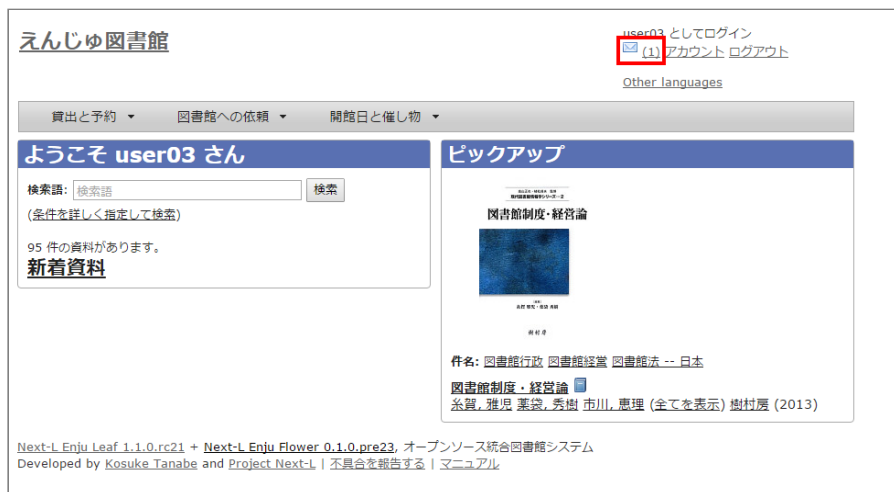 えんじゅ図書館
user03 としてログイン
(1) アカウント ログアウト
Other languages
貸出と予約 ▼ 図書館への依頼 ▼ 開館日と催し物 ▼
ようこそ user03 さん
検索語: 検索語 検索
(条件を詳しく指定して検索)
95 件の資料があります。
新着資料
ピックアップ
図書館制度・経営論
樹村房
件名: 図書館行政 図書館経営 図書館法 -- 日本
図書館制度・経営論
糸賀, 雅児 薬袋, 秀樹 市川, 恵理 (全てを表示) 樹村房 (2013)
Next-L Enju Leaf 1.1.0.rc21 + Next-L Enju Flower 0.1.0.pre23, オープンソース統合図書館システム
Developed by Kosuke Tanabe and Project Next-L | 不具合を報告する | マニュアル